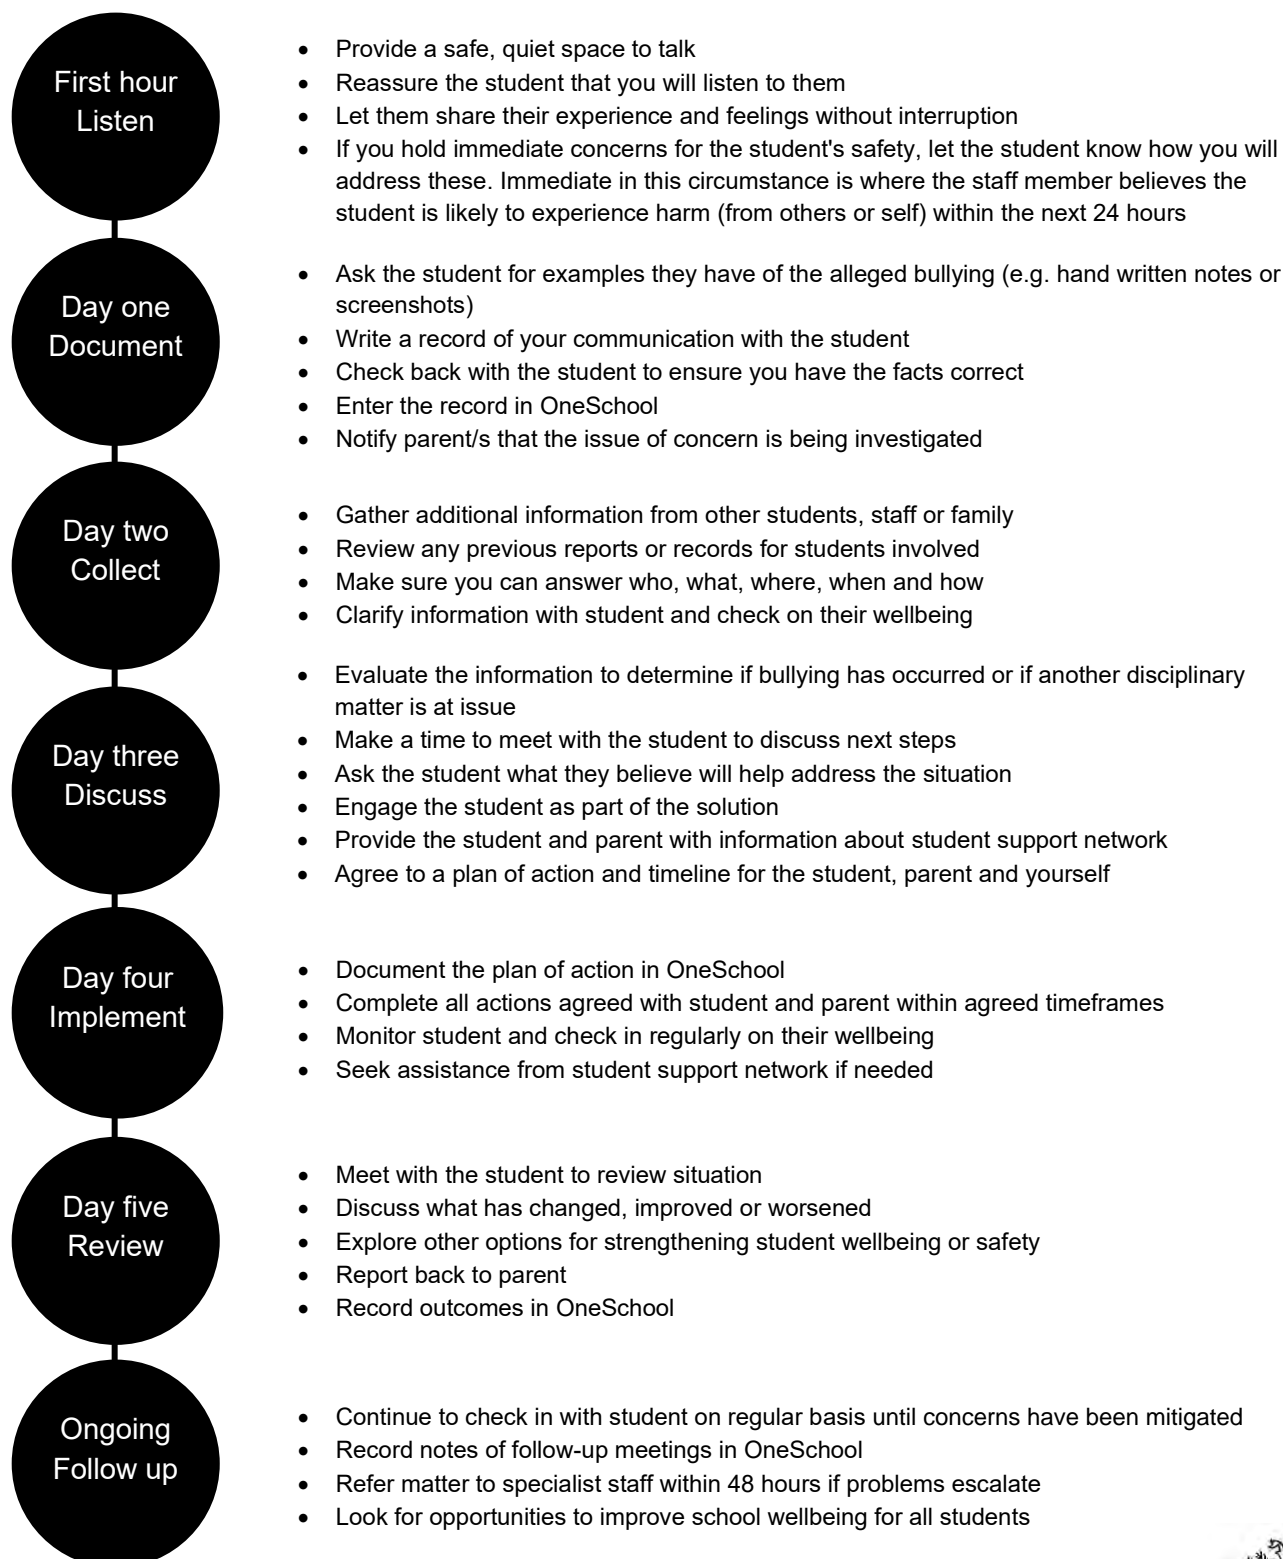 First hour
Listen
• Provide a safe, quiet space to talk
• Reassure the student that you will listen to them
• Let them share their experience and feelings without interruption
• If you hold immediate concerns for the student's safety, let the student know how you will
address these. Immediate in this circumstance is where the staff member believes the
student is likely to experience harm (from others or self) within the next 24 hours
Day one
Document
• Ask the student for examples they have of the alleged bullying (e.g. hand written notes or
screenshots)
• Write a record of your communication with the student
• Check back with the student to ensure you have the facts correct
• Enter the record in OneSchool
• Notify parent/s that the issue of concern is being investigated
Day two
Collect
• Gather additional information from other students, staff or family
• Review any previous reports or records for students involved
• Make sure you can answer who, what, where, when and how
• Clarify information with student and check on their wellbeing
Day three
Discuss
• Evaluate the information to determine if bullying has occurred or if another disciplinary
matter is at issue
• Make a time to meet with the student to discuss next steps
• Ask the student what they believe will help address the situation
• Engage the student as part of the solution
• Provide the student and parent with information about student support network
• Agree to a plan of action and timeline for the student, parent and yourself
Day four
Implement
• Document the plan of action in OneSchool
• Complete all actions agreed with student and parent within agreed timeframes
• Monitor student and check in regularly on their wellbeing
• Seek assistance from student support network if needed
Day five
Review
• Meet with the student to review situation
• Discuss what has changed, improved or worsened
• Explore other options for strengthening student wellbeing or safety
• Report back to parent
• Record outcomes in OneSchool
Ongoing
Follow up
• Continue to check in with student on regular basis until concerns have been mitigated
• Record notes of follow-up meetings in OneSchool
• Refer matter to specialist staff within 48 hours if problems escalate
• Look for opportunities to improve school wellbeing for all students